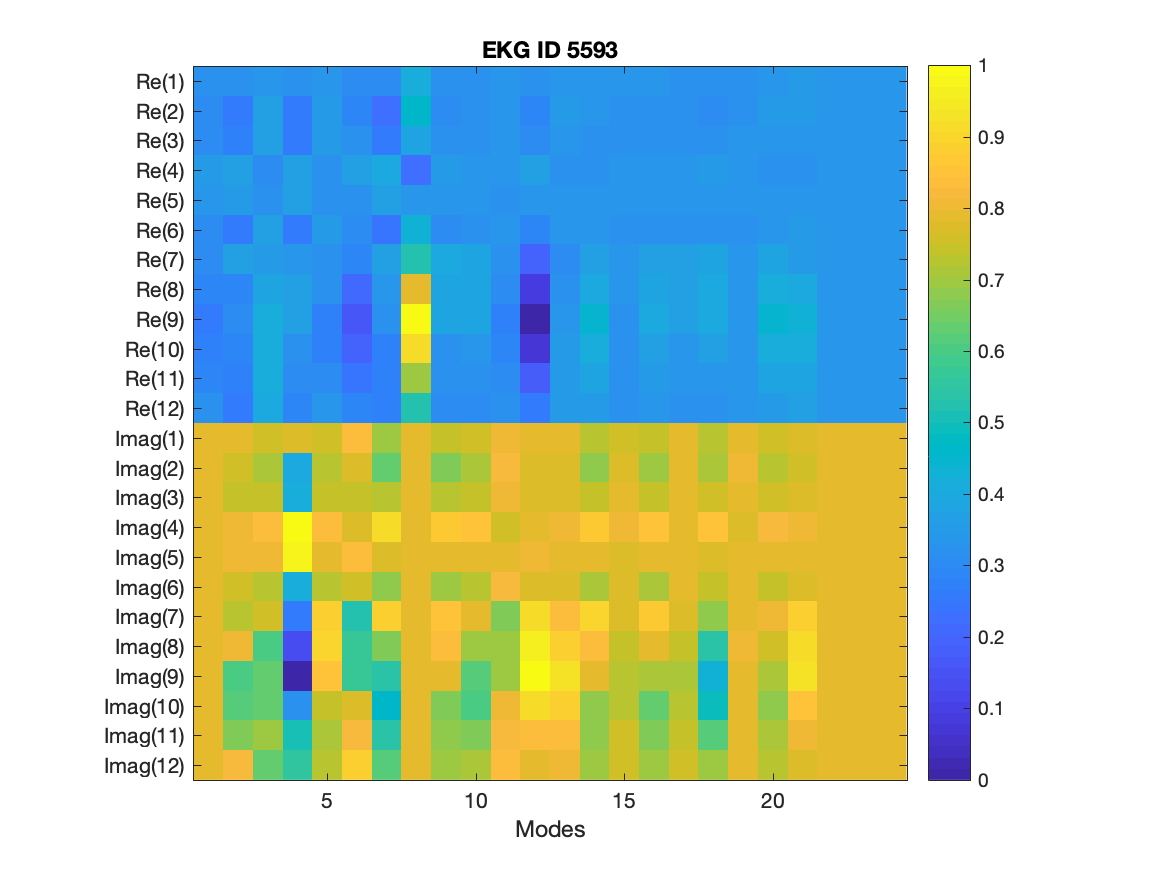 EKG ID 5593
Re(1)
Re(2)
Re(3)
Re(4)
Re(5)
Re(6)
Re(7)
Re(8)
Re(9)
Re(10)
Re(11)
Re(12)
Imag(1)
Imag(2)
Imag(3)
Imag(4)
Imag(5)
Imag(6)
Imag(7)
Imag(8)
Imag(9)
Imag(10)
Imag(11)
Imag(12)
5 10 15 20
Modes
1
0.9
0.8
0.7
0.6
0.5
0.4
0.3
0.2
0.1
0